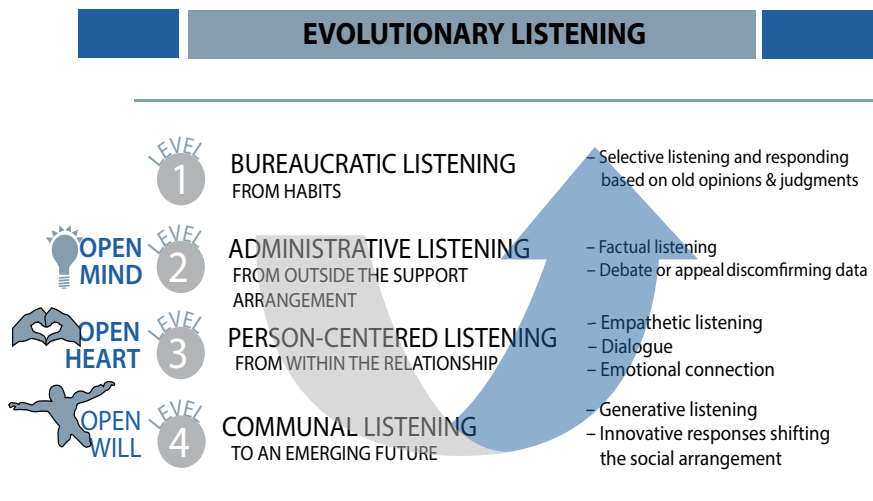 EVOLUTIONARY LISTENING
LEVEL
1
BUREAUCRATIC LISTENING
FROM HABITS
– Selective listening and responding
based on old opinions & judgments
OPEN
MIND
LEVEL
2
ADMINISTRATIVE LISTENING
FROM OUTSIDE THE SUPPORT
ARRANGEMENT
– Factual listening
– Debate or appeal discomfirming data
OPEN
HEART
LEVEL
3
PERSON-CENTERED LISTENING
FROM WITHIN THE RELATIONSHIP
– Empathetic listening
– Dialogue
– Emotional connection
OPEN
WILL
LEVEL
4
COMMUNAL LISTENING
TO AN EMERGING FUTURE
– Generative listening
– Innovative responses shifting
the social arrangement